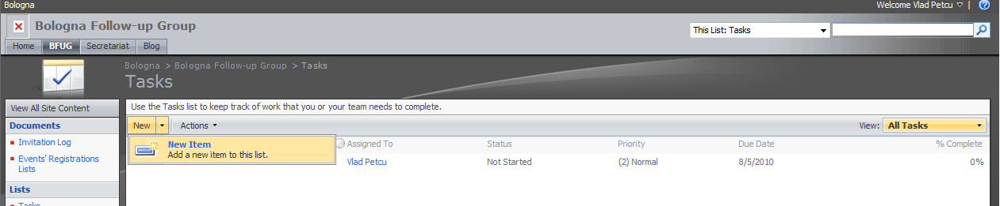 Bologna
Welcome Vlad Petcu
Bologna Follow-up Group
This List: Tasks
Home BFUG Secretariat Blog
Bologna > Bologna Follow-up Group > Tasks
Tasks
View All Site Content
Use the Tasks list to keep track of work that you or your team needs to complete.
Documents
New Actions View: All Tasks
Invitation Log
New Item
Add a new item to this list.
Assigned To Status Priority Due Date % Complete
Events' Registrations
Lists
Vlad Petcu Not Started (2) Normal 8/5/2010 0%
Lists
Tasks